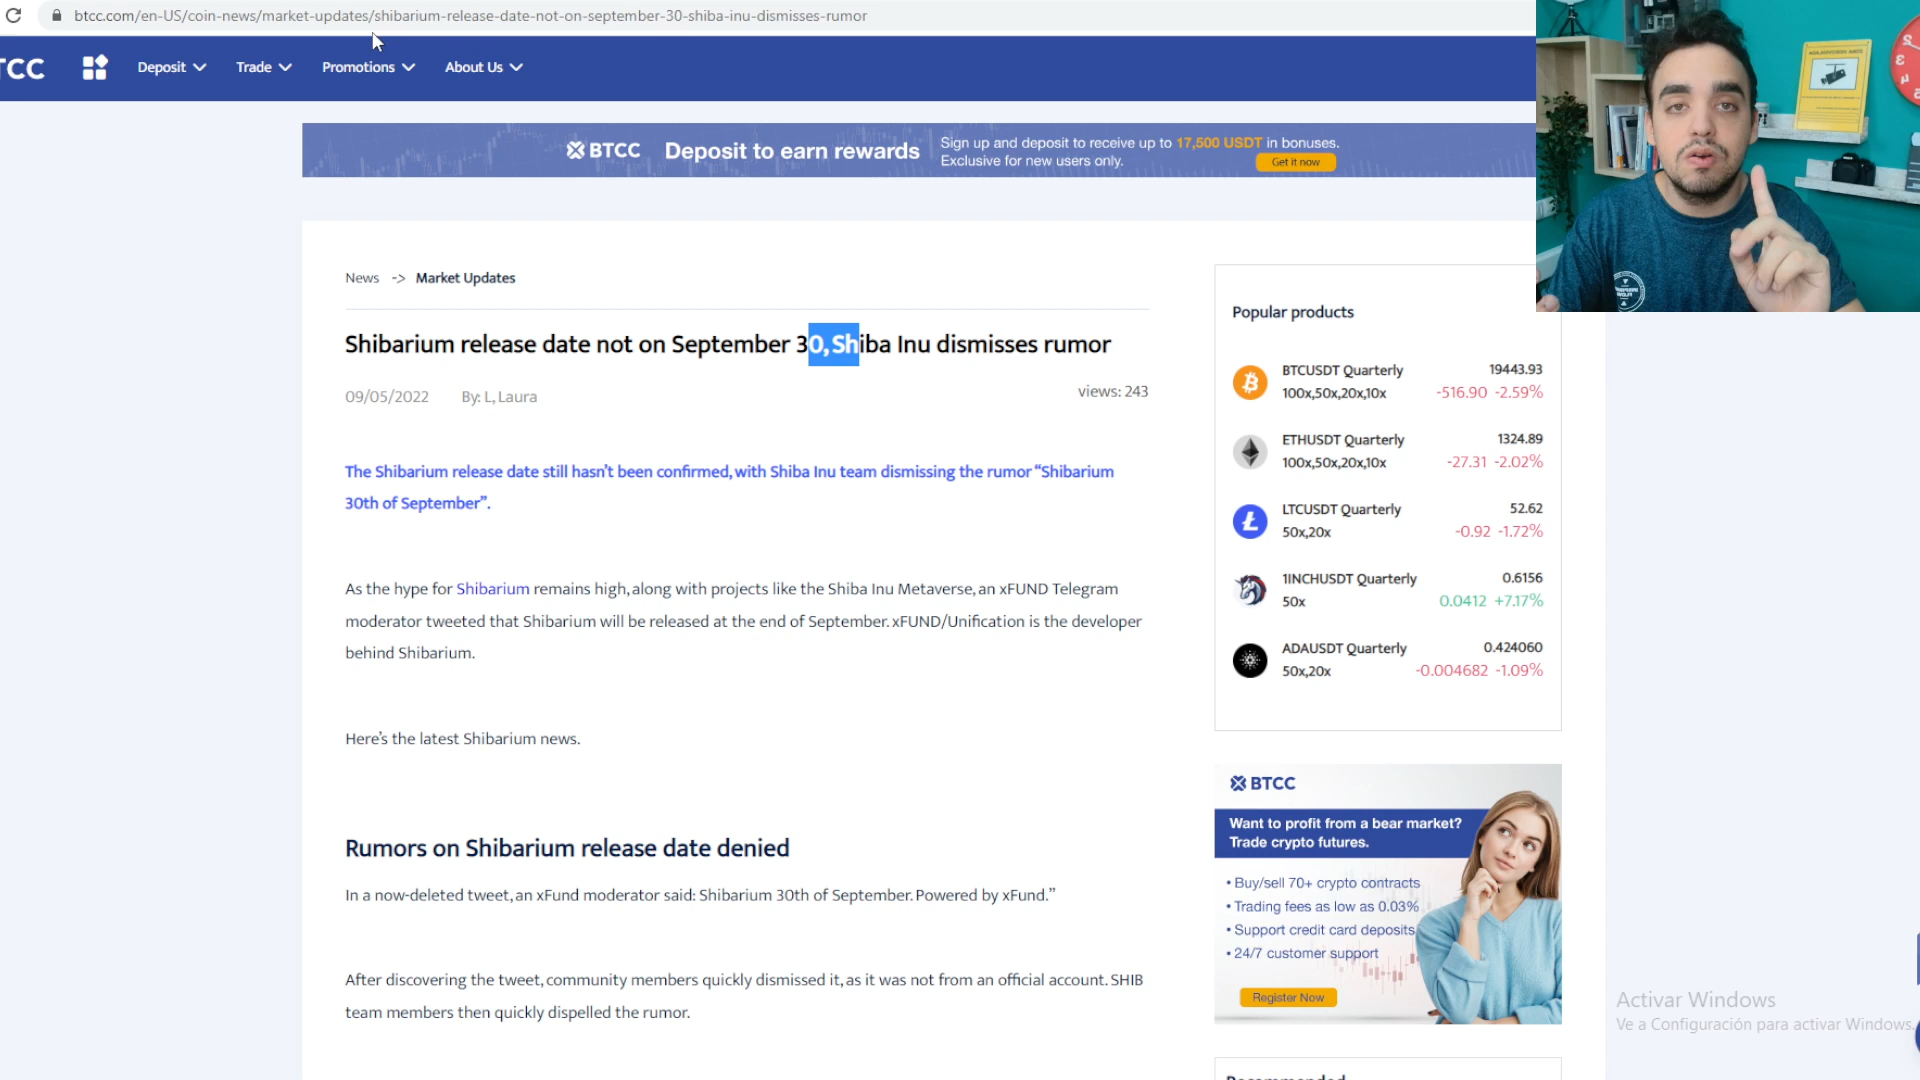 btcc.com/en-US/coin-news/market-updates/shibarium-release-date-not-on-september-30-shiba-inu-dismisses-rumor
TCC
Deposit
Trade
Promotions
About Us
BTCC
Deposit to earn rewards
Sign up and deposit to receive up to 17,500 USDT in bonuses.
Exclusive for new users only.
Get it now
News -> Market Updates
Shibarium release date not on September 30, Shiba Inu dismisses rumor
09/05/2022 By: L, Laura
views: 243
The Shibarium release date still hasn’t been confirmed, with Shiba Inu team dismissing the rumor “Shibarium
30th of September”.
As the hype for Shibarium remains high, along with projects like the Shiba Inu Metaverse, an xFUND Telegram
moderator tweeted that Shibarium will be released at the end of September. xFUND/Unification is the developer
behind Shibarium.
Here’s the latest Shibarium news.
Rumors on Shibarium release date denied
In a now-deleted tweet, an xFund moderator said: Shibarium 30th of September. Powered by xFund.”
After discovering the tweet, community members quickly dismissed it, as it was not from an official account. SHIB
team members then quickly dispelled the rumor.
Popular products
BTCUSDT Quarterly 19443.93
100x,50x,20x,10x -516.90 -2.59%
ETHUSDT Quarterly 1324.89
100x,50x,20x,10x -27.31 -2.02%
LTCUSDT Quarterly 52.62
50x,20x -0.92 -1.72%
1INCHUSDT Quarterly 0.6156
50x 0.0412 +7.17%
ADAUSDT Quarterly 0.424060
50x,20x -0.004682 -1.09%
BTCC
Want to profit from a bear market?
Trade crypto futures.
• Buy/sell 70+ crypto contracts
• Trading fees as low as 0.03%
• Support credit card deposits
• 24/7 customer support
Register Now
Activar Windows
Ve a Configuración para activar Windows.